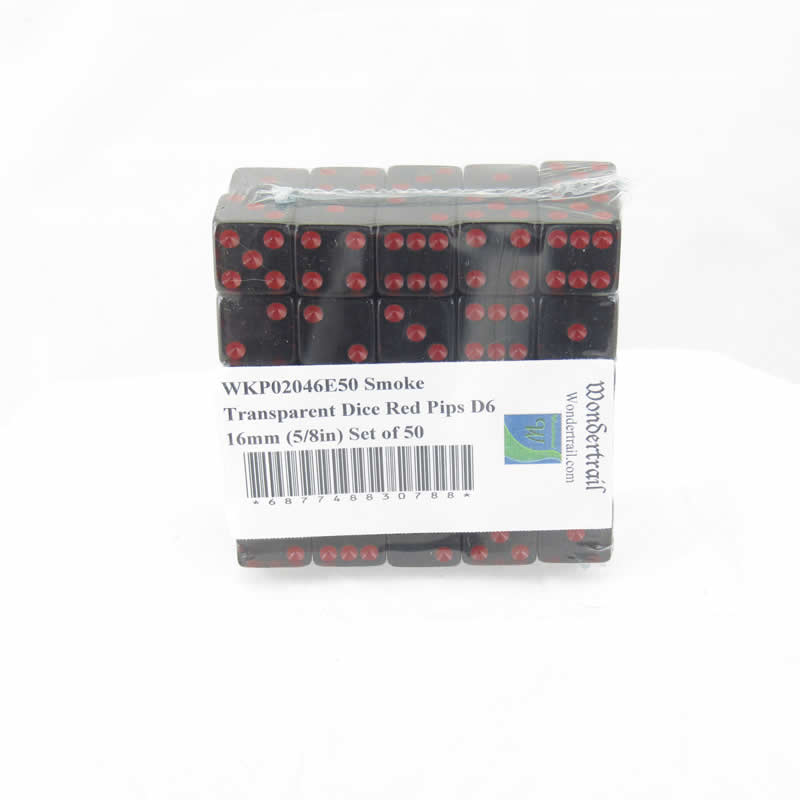 WKP02046E50 Smoke
Transparent Dice Red Pips D6
16mm (5/8in) Set of 50
*687748830788*
Wondertrail
Wondertrail.com